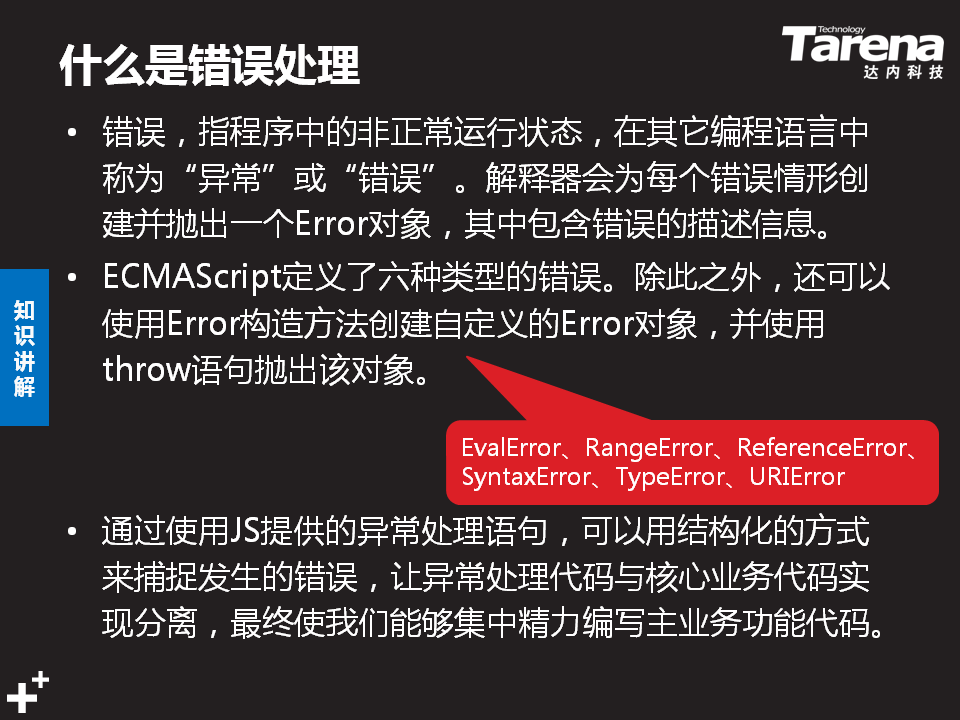 什么是错误处理
Technology
Tarena
达内科技
• 错误，指程序中的非正常运行状态，在其它编程语言中
称为“异常”或“错误”。解释器会为每个错误情形创
建并抛出一个Error对象，其中包含错误的描述信息。
• ECMAScript定义了六种类型的错误。除此之外，还可以
使用Error构造方法创建自定义的Error对象，并使用
throw语句抛出该对象。
知识讲解
EvalError、RangeError、ReferenceError、
SyntaxError、TypeError、URIError
• 通过使用JS提供的异常处理语句，可以用结构化的方式
来捕捉发生的错误，让异常处理代码与核心业务代码实
现分离，最终使我们能够集中精力编写主业务功能代码。